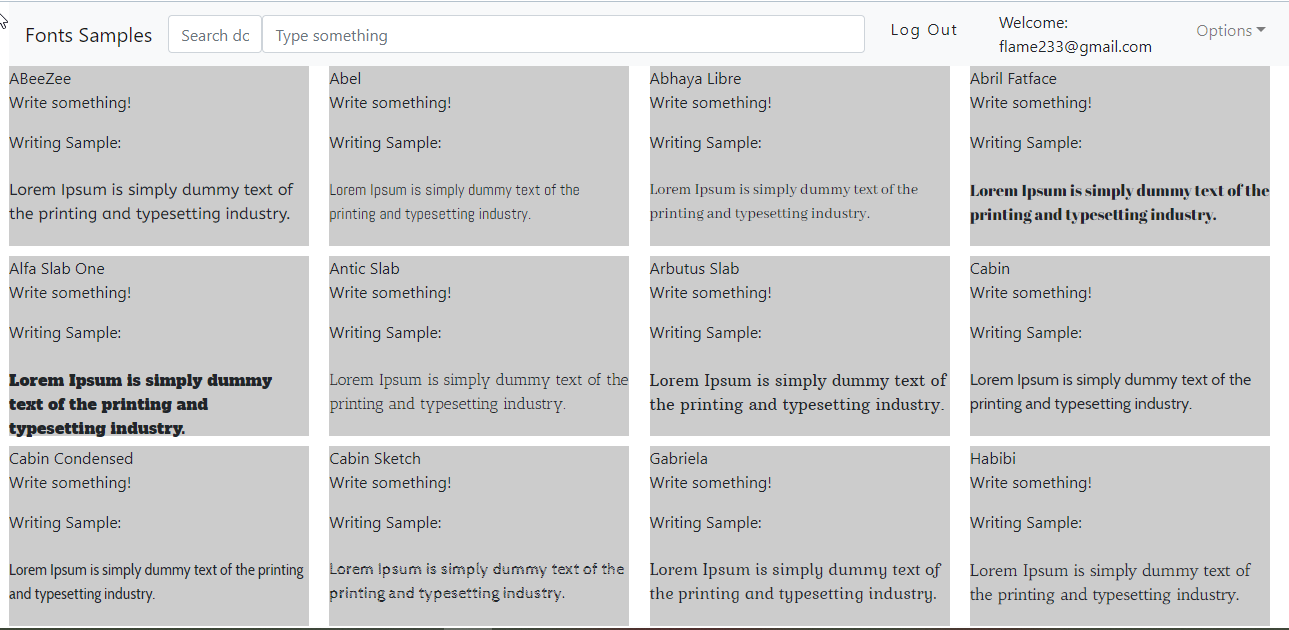 Fonts Samples
Search dc
Type something
Log Out
Welcome:
flame233@gmail.com
Options
ABeeZee
Write something!
Writing Sample:
Lorem Ipsum is simply dummy text of
the printing and typesetting industry.
Abel
Write something!
Writing Sample:
Lorem Ipsum is simply dummy text of the
printing and typesetting industry.
Abhaya Libre
Write something!
Writing Sample:
Lorem Ipsum is simply dummy text of the
printing and typesetting industry.
Abril Fatface
Write something!
Writing Sample:
Lorem Ipsum is simply dummy text of the
printing and typesetting industry.
Alfa Slab One
Write something!
Writing Sample:
Lorem Ipsum is simply dummy
text of the printing and
typesetting industry.
Antic Slab
Write something!
Writing Sample:
Lorem Ipsum is simply dummy text of the
printing and typesetting industry.
Arbutus Slab
Write something!
Writing Sample:
Lorem Ipsum is simply dummy text of
the printing and typesetting industry.
Cabin
Write something!
Writing Sample:
Lorem Ipsum is simply dummy text of the
printing and typesetting industry.
Cabin Condensed
Write something!
Writing Sample:
Lorem Ipsum is simply dummy text of the printing
and typesetting industry.
Cabin Sketch
Write something!
Writing Sample:
Lorem Ipsum is simply dummy text of the
printing and typesetting industry.
Gabriela
Write something!
Writing Sample:
Lorem Ipsum is simply dummy text of
the printing and typesetting industry.
Habibi
Write something!
Writing Sample:
Lorem Ipsum is simply dummy text of
the printing and typesetting industry.